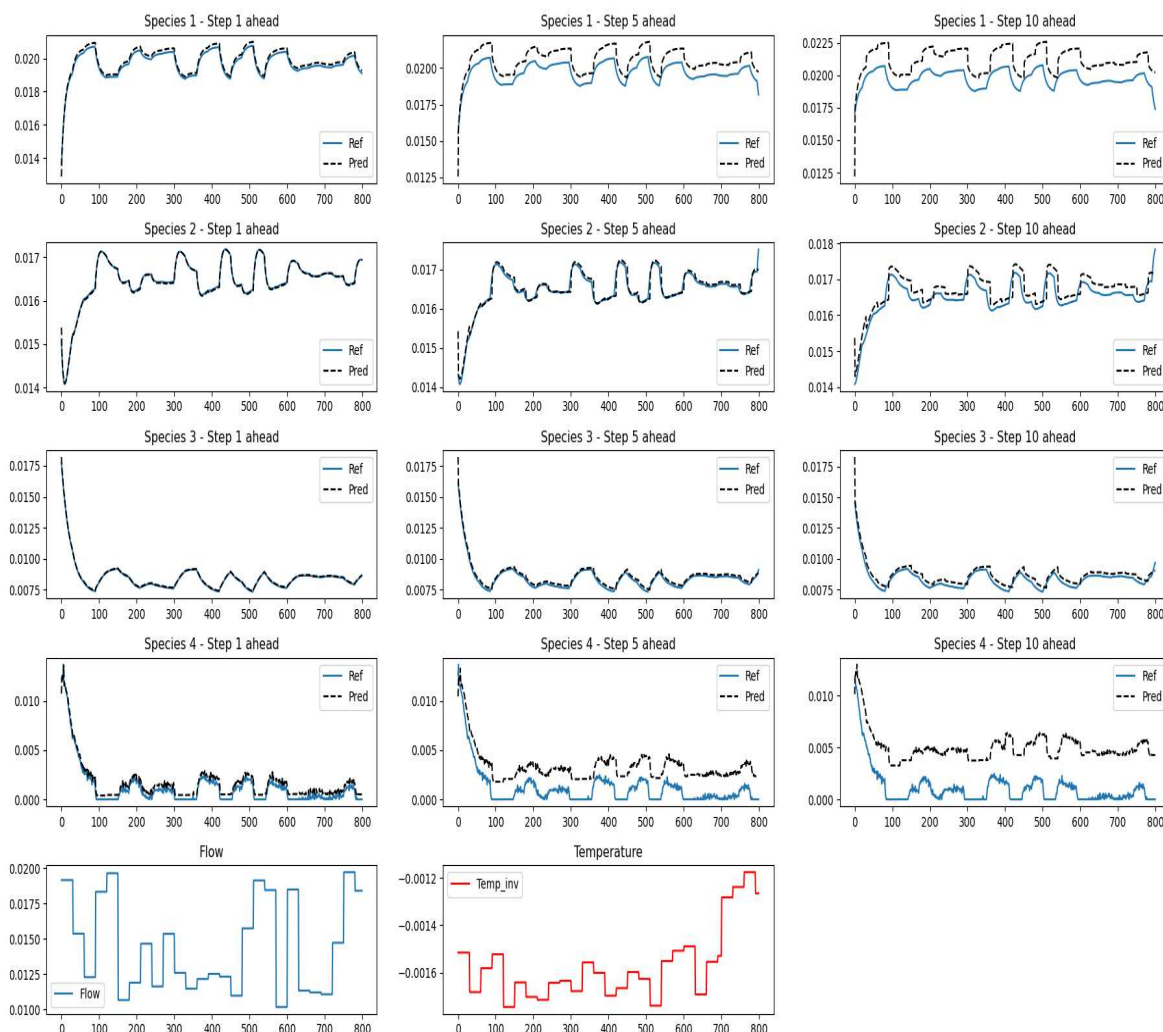 Species 1 - Step 1 ahead
Species 1 - Step 5 ahead
Species 1 - Step 10 ahead
0.020
0.018
0.016
0.014
Ref
Pred
0 100 200 300 400 500 600 700 800
0.0200
0.0175
0.0150
0.0125
Ref
Pred
0 100 200 300 400 500 600 700 800
0.0225
0.0200
0.0175
0.0150
0.0125
Ref
Pred
0 100 200 300 400 500 600 700 800
Species 2 - Step 1 ahead
Species 2 - Step 5 ahead
Species 2 - Step 10 ahead
0.017
0.016
0.015
0.014
Ref
Pred
0 100 200 300 400 500 600 700 800
0.017
0.016
0.015
0.014
Ref
Pred
0 100 200 300 400 500 600 700 800
0.018
0.017
0.016
0.015
0.014
Ref
Pred
0 100 200 300 400 500 600 700 800
Species 3 - Step 1 ahead
Species 3 - Step 5 ahead
Species 3 - Step 10 ahead
0.0175
0.0150
0.0125
0.0100
0.0075
Ref
Pred
0 100 200 300 400 500 600 700 800
0.0175
0.0150
0.0125
0.0100
0.0075
Ref
Pred
0 100 200 300 400 500 600 700 800
0.0175
0.0150
0.0125
0.0100
0.0075
Ref
Pred
0 100 200 300 400 500 600 700 800
Species 4 - Step 1 ahead
Species 4 - Step 5 ahead
Species 4 - Step 10 ahead
0.010
0.005
0.000
Ref
Pred
0 100 200 300 400 500 600 700 800
0.010
0.005
0.000
Ref
Pred
0 100 200 300 400 500 600 700 800
0.010
0.005
0.000
Ref
Pred
0 100 200 300 400 500 600 700 800
Flow
Temperature
0.0200
0.0175
0.0150
0.0125
0.0100
Flow
0 100 200 300 400 500 600 700 800
−0.0012
−0.0014
−0.0016
Temp_inv
0 100 200 300 400 500 600 700 800